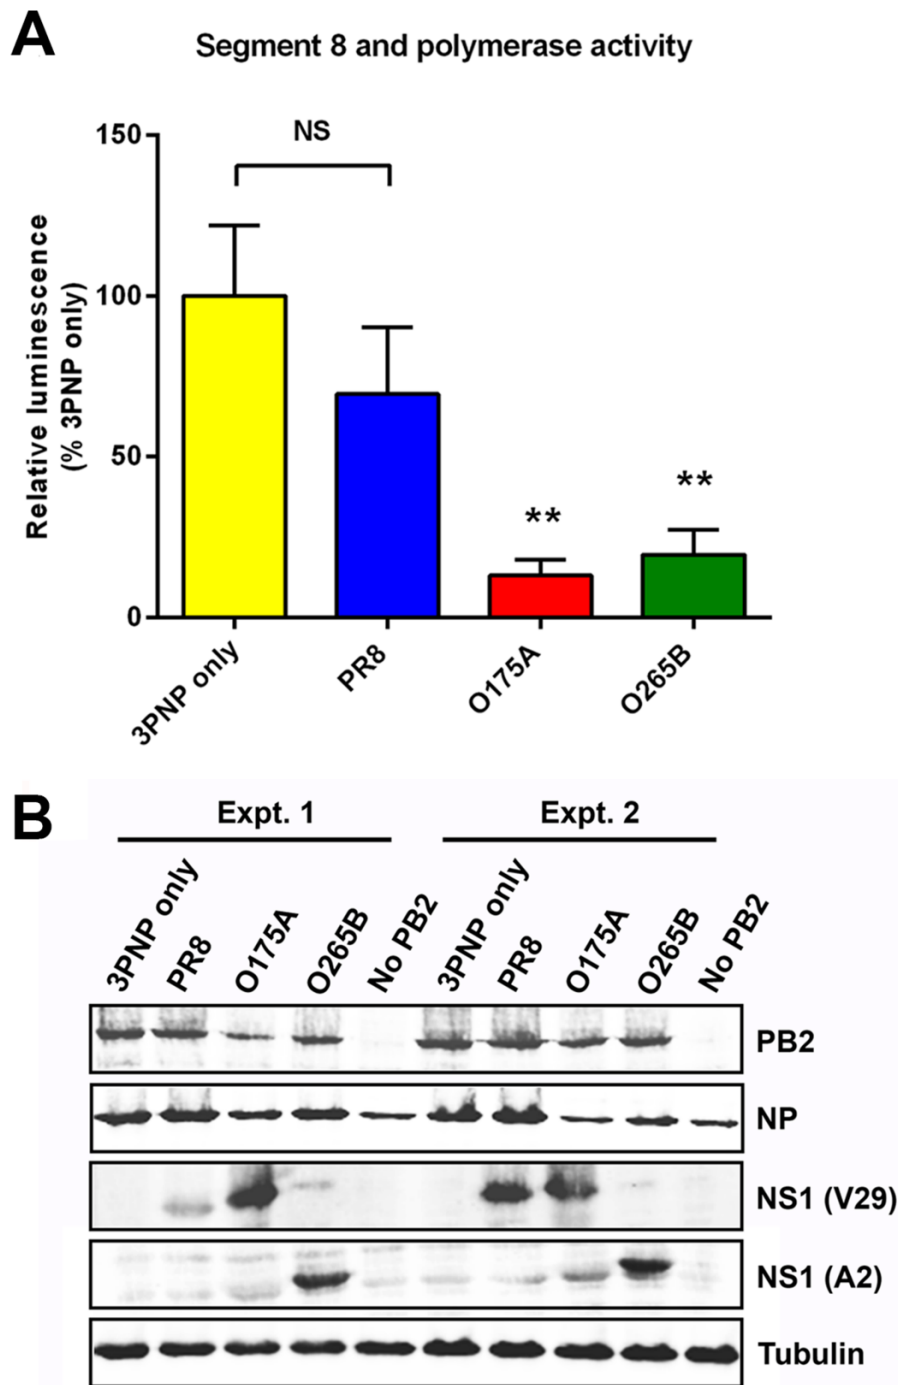 A
Segment 8 and polymerase activity
NS
150
100
50
0
Relative luminescence
(% 3PNP only)
**
**
3PNP only
PR8
O175A
O265B
B
Expt. 1
Expt. 2
3PNP only
PR8
O175A
O265B
No PB2
3PNP only
PR8
O175A
O265B
No PB2
PB2
NP
NS1 (V29)
NS1 (A2)
Tubulin